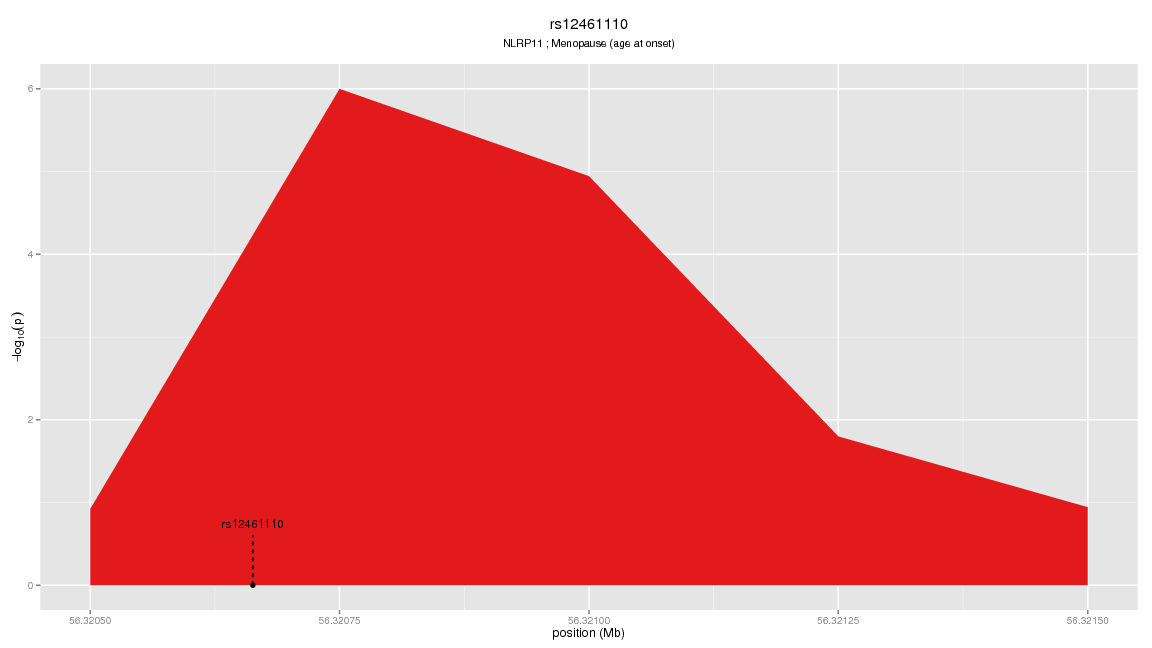 rs12461110
NLRP11 ; Menopause (age at onset)
6
4
2
0
−log10(p)
rs12461110
56.32050 56.32075 56.32100 56.32125 56.32150
position (Mb)